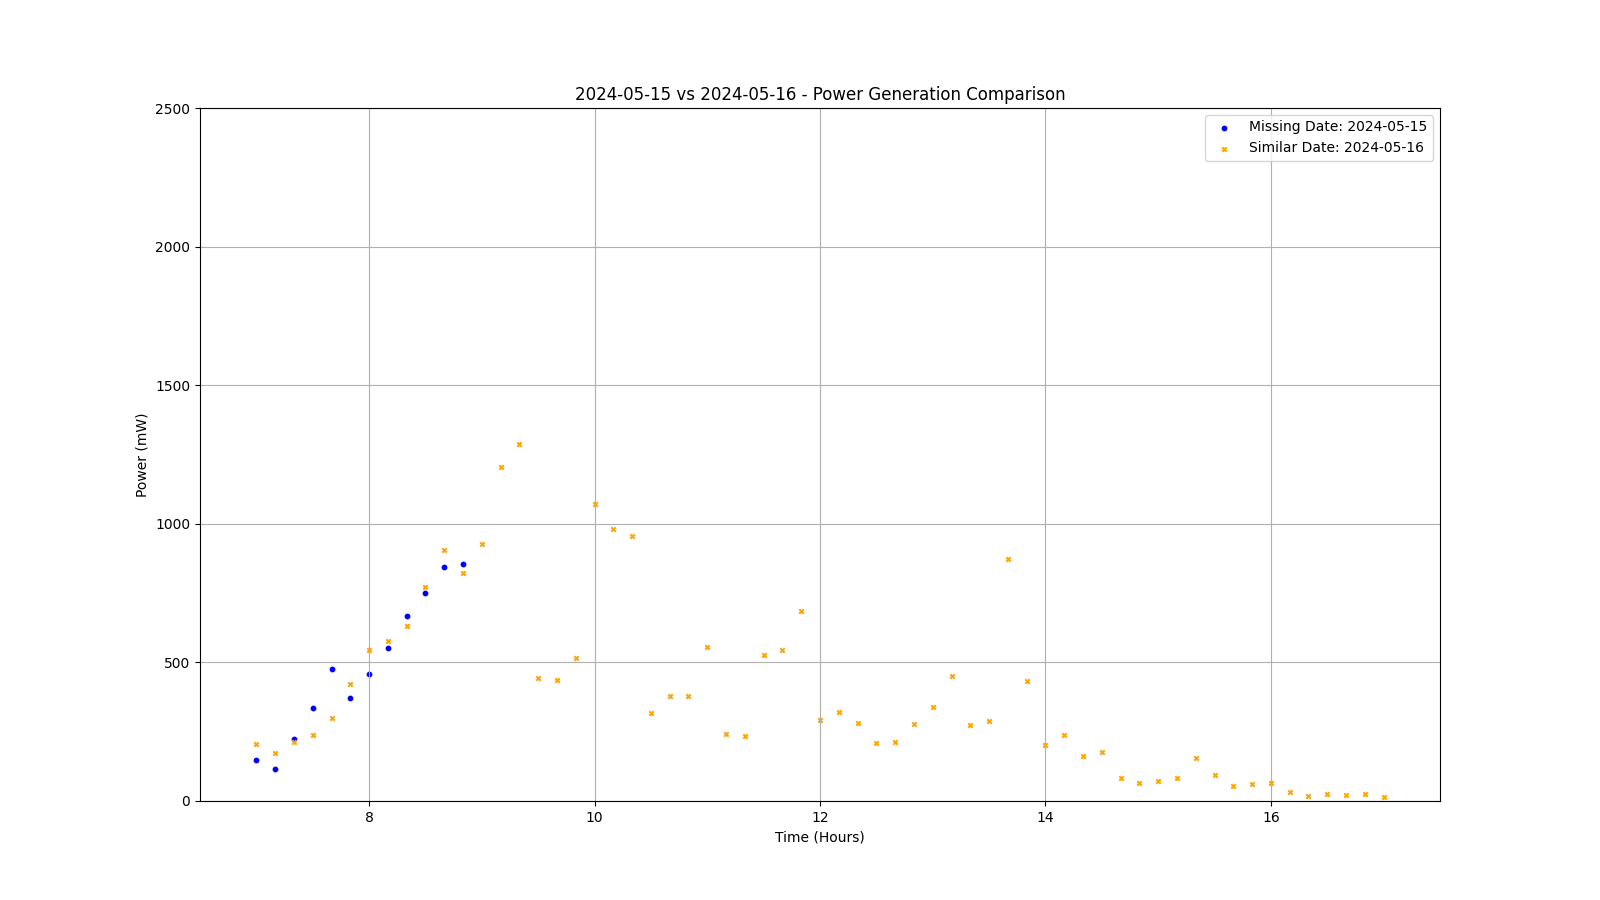 2024-05-15 vs 2024-05-16 - Power Generation Comparison
2500
2000
1500
1000
500
0
Power (mW)
Missing Date: 2024-05-15
Similar Date: 2024-05-16
8 10 12 14 16
Time (Hours)